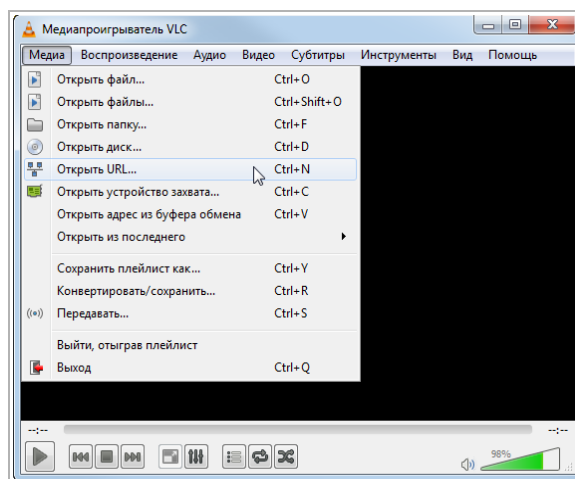 Медиапроигрыватель VLC
Медиа Воспроизведение Аудио Видео Субтитры Инструменты Вид Помощь
Открыть файл... Ctrl+O
Открыть файлы... Ctrl+Shift+O
Открыть папку... Ctrl+F
Открыть диск... Ctrl+D
Открыть URL... Ctrl+N
Открыть устройство захвата... Ctrl+C
Открыть адрес из буфера обмена Ctrl+V
Открыть из последнего
Сохранить плейлист как... Ctrl+Y
Конвертировать/сохранить... Ctrl+R
Передавать... Ctrl+S
Выйти, отыграв плейлист
Выход Ctrl+Q
--:-- --:--
98%